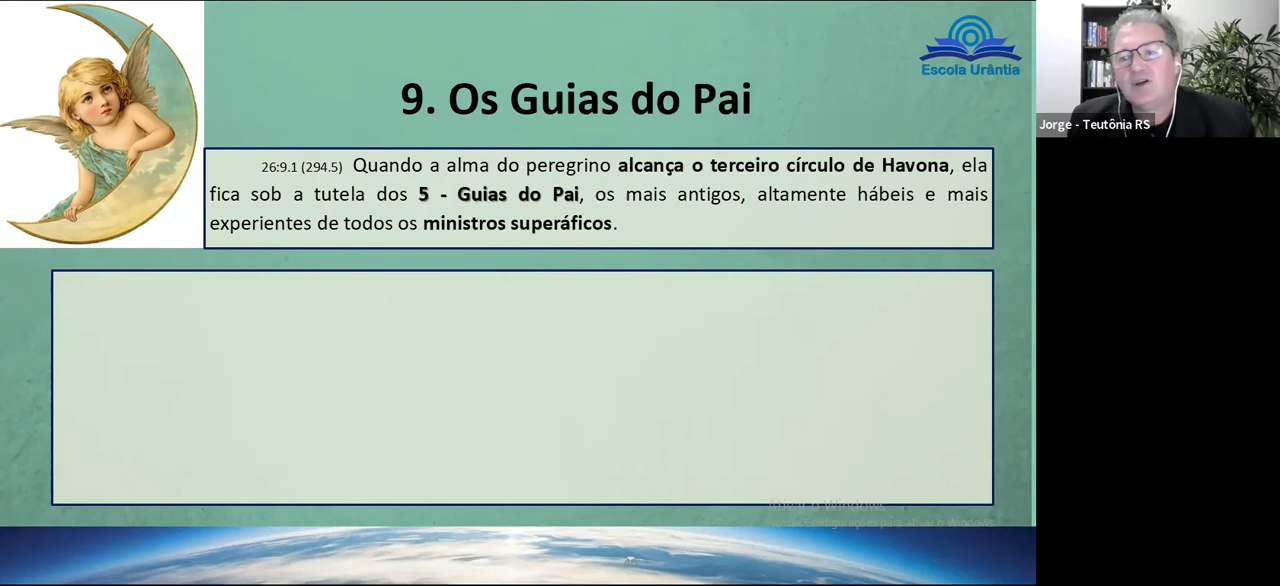 Escola Urântia
9. Os Guias do Pai
26:9.1 (294.5) Quando a alma do peregrino alcança o terceiro círculo de Havona, ela
fica sob a tutela dos 5 - Guias do Pai, os mais antigos, altamente hábeis e mais
experientes de todos os ministros superáficos.
Jorge - Teutônia RS